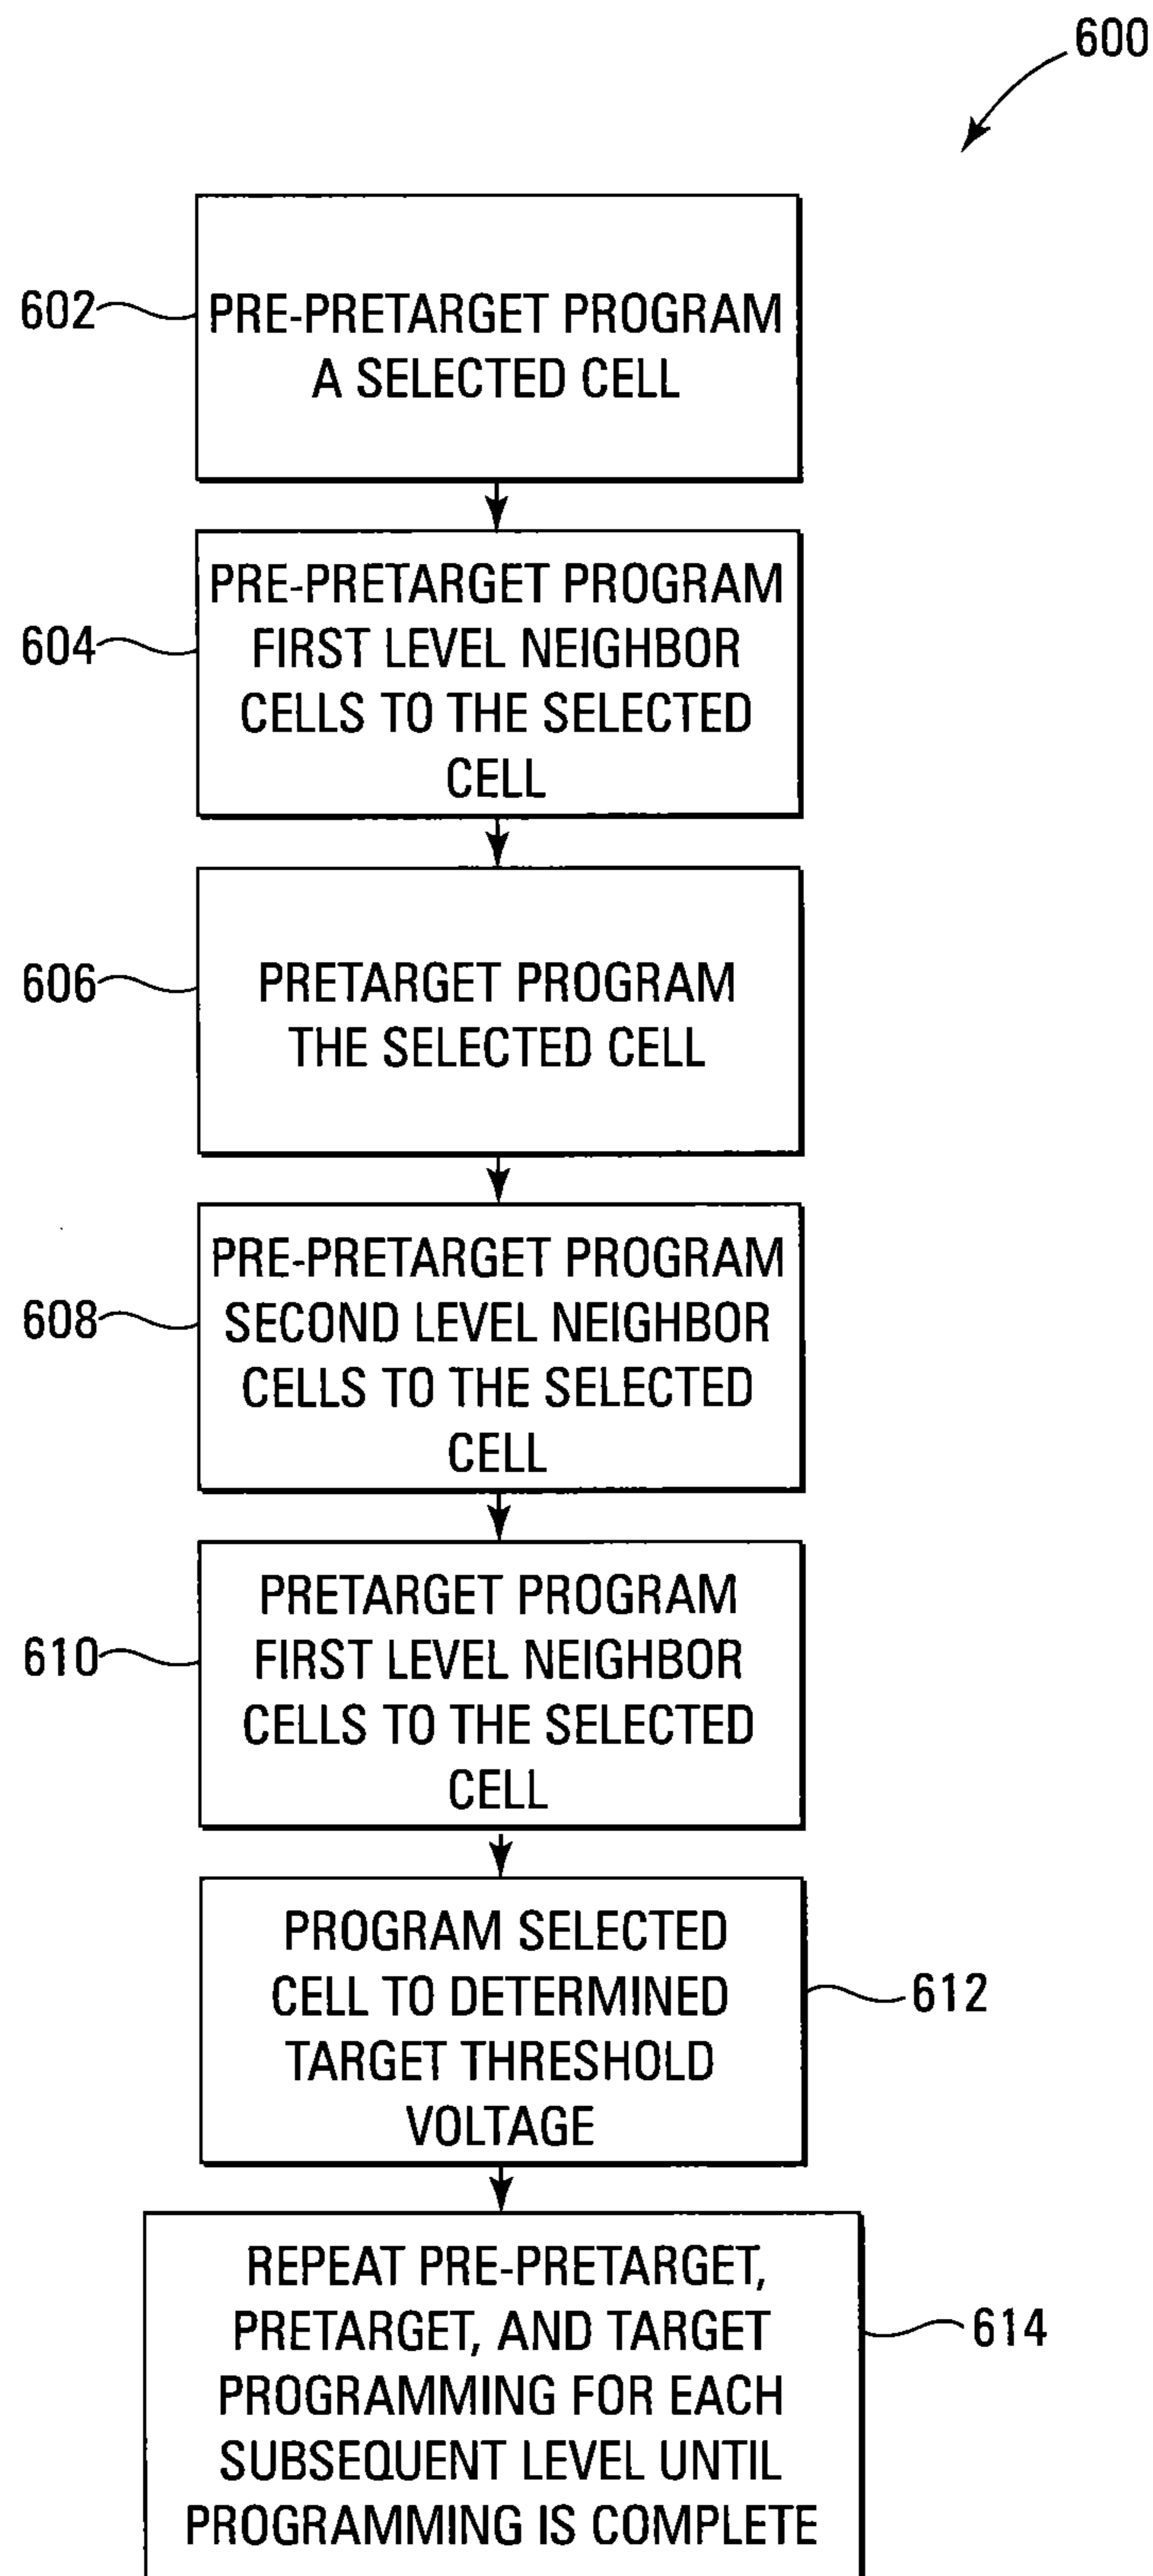 600
602
PRE-PRETARGET PROGRAM
A SELECTED CELL
604
PRE-PRETARGET PROGRAM
FIRST LEVEL NEIGHBOR
CELLS TO THE SELECTED
CELL
606
PRETARGET PROGRAM
THE SELECTED CELL
608
PRE-PRETARGET PROGRAM
SECOND LEVEL NEIGHBOR
CELLS TO THE SELECTED
CELL
610
PRETARGET PROGRAM
FIRST LEVEL NEIGHBOR
CELLS TO THE SELECTED
CELL
PROGRAM SELECTED
CELL TO DETERMINED
TARGET THRESHOLD
VOLTAGE
612
REPEAT PRE-PRETARGET,
PRETARGET, AND TARGET
PROGRAMMING FOR EACH
SUBSEQUENT LEVEL UNTIL
PROGRAMMING IS COMPLETE
614